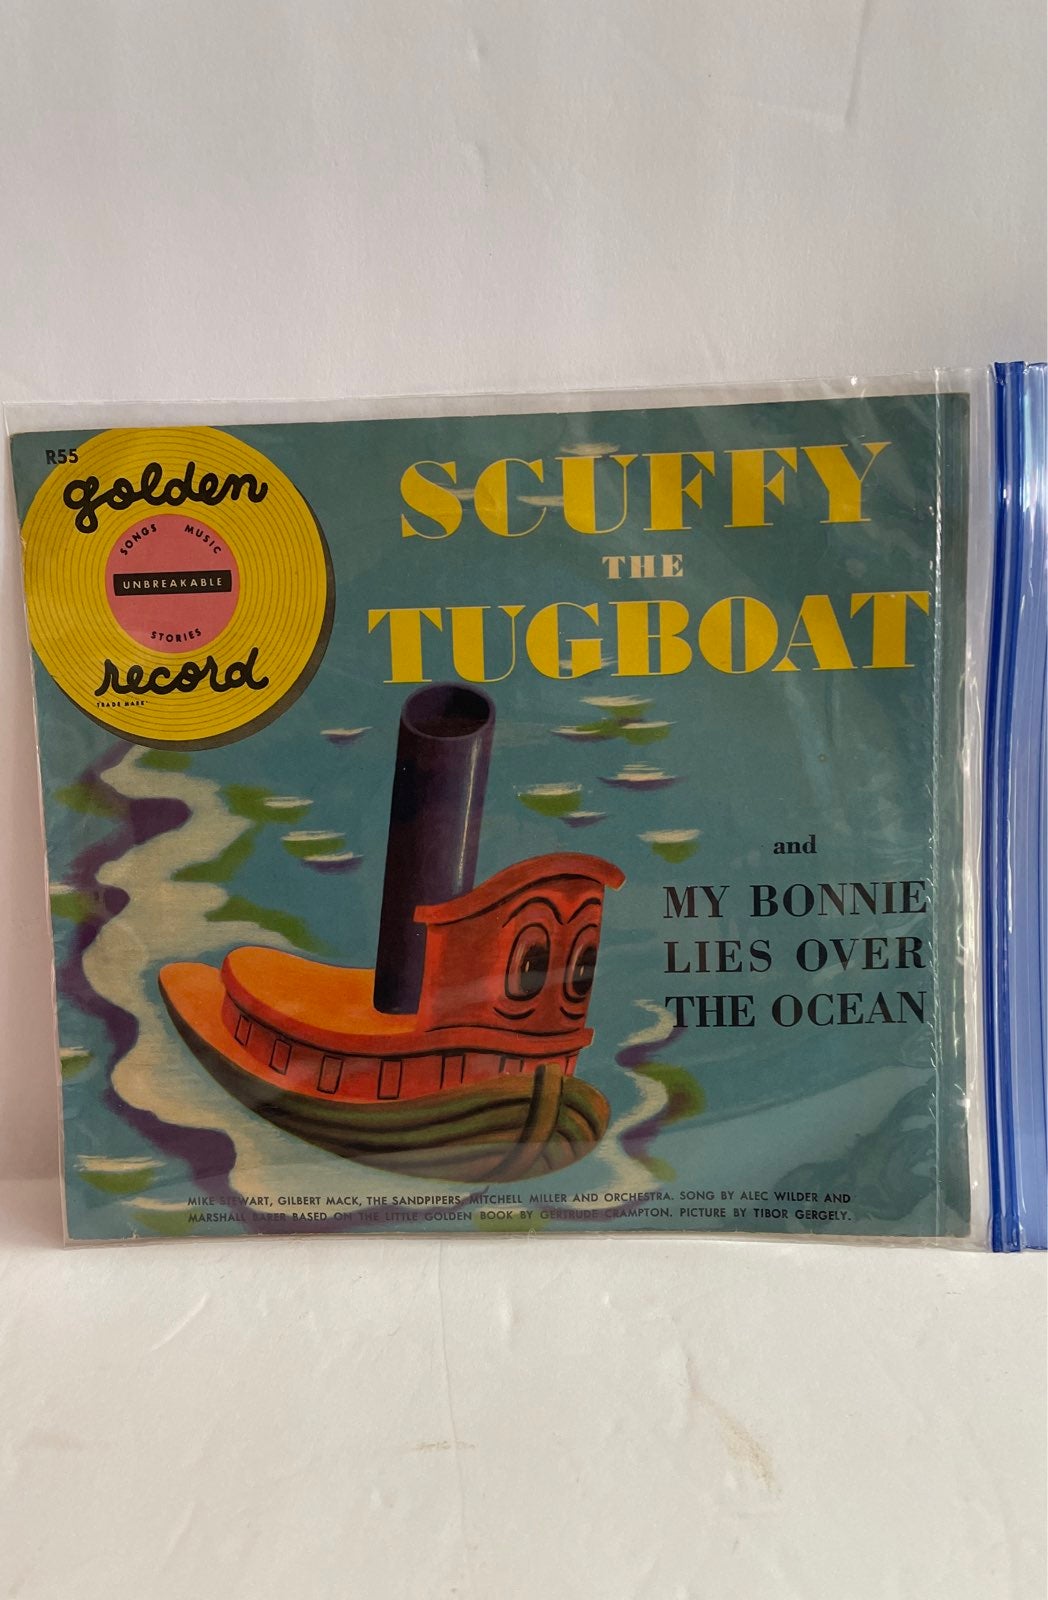 R55
golden
SONGS MUSIC
UNBREAKABLE
STORIES
record
TRADE MARK
SCUFFY
THE
TUGBOAT
and
MY BONNIE
LIES OVER
THE OCEAN
MIKE STEWART, GILBERT MACK, THE SANDPIPERS, MITCHELL MILLER AND ORCHESTRA. SONG BY ALEC WILDER AND
MARSHALL BARER BASED ON THE LITTLE GOLDEN BOOK BY GERTRUDE CRAMPTON. PICTURE BY TIBOR GERGELY.